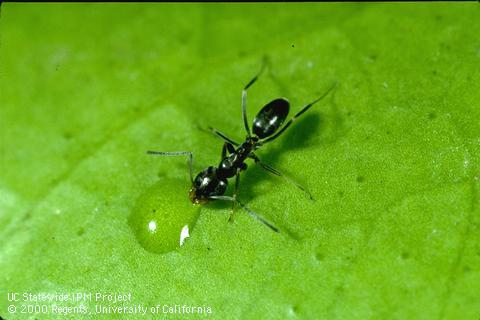 UC Statewide IPM Project
© 2000 Regents, University of California